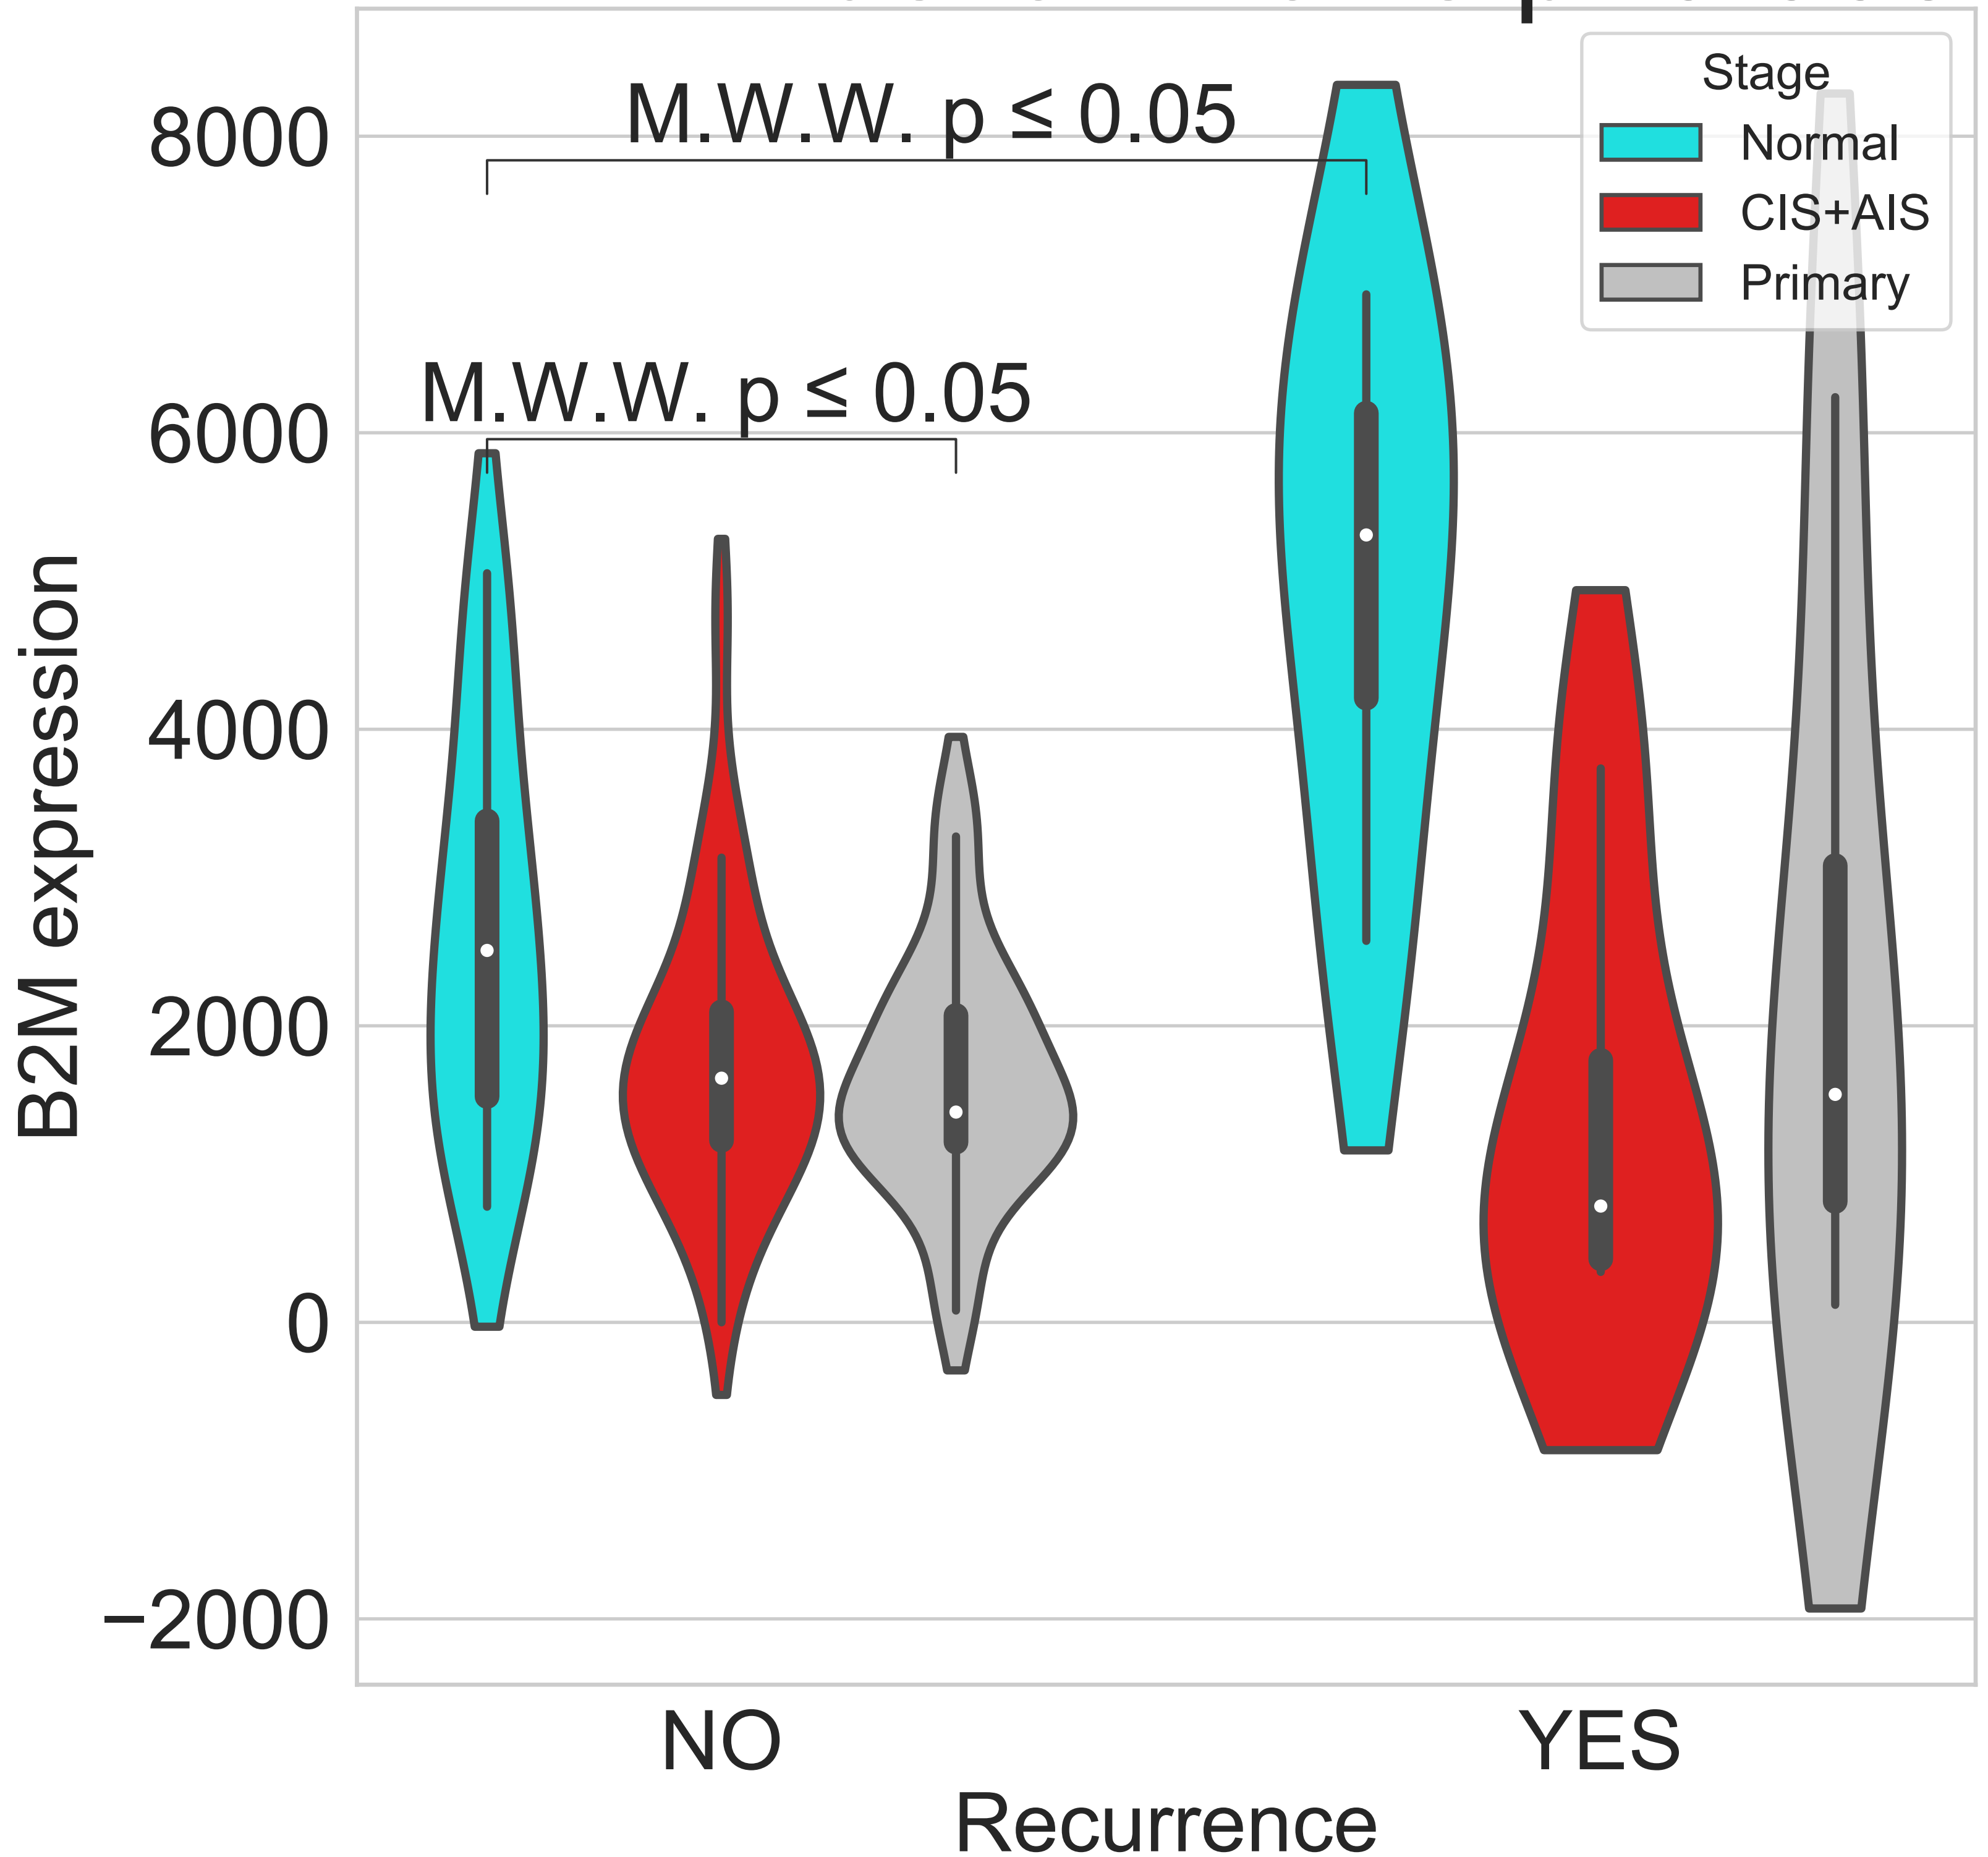 Stage
Normal
CIS+AIS
Primary
M.W.W. p ≤ 0.05
M.W.W. p ≤ 0.05
8000
6000
4000
2000
0
−2000
B2M expression
NO
YES
Recurrence